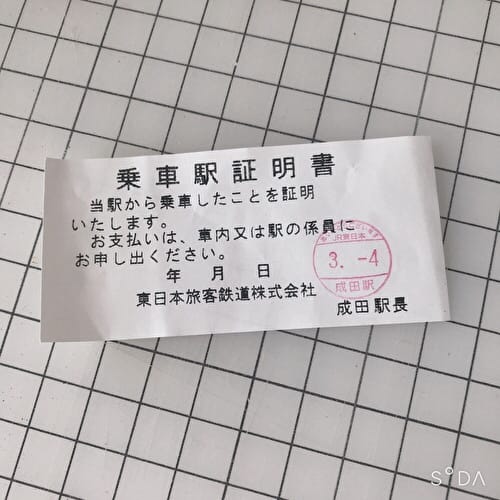 乗車駅証明書
当駅から乗車したことを証明
いたします。
お支払いは、車内又は駅の係員に
お申し出ください。
年 月 日
東日本旅客鉄道株式会社
成田駅長
JR東日本
3. -4
成田駅
SODA